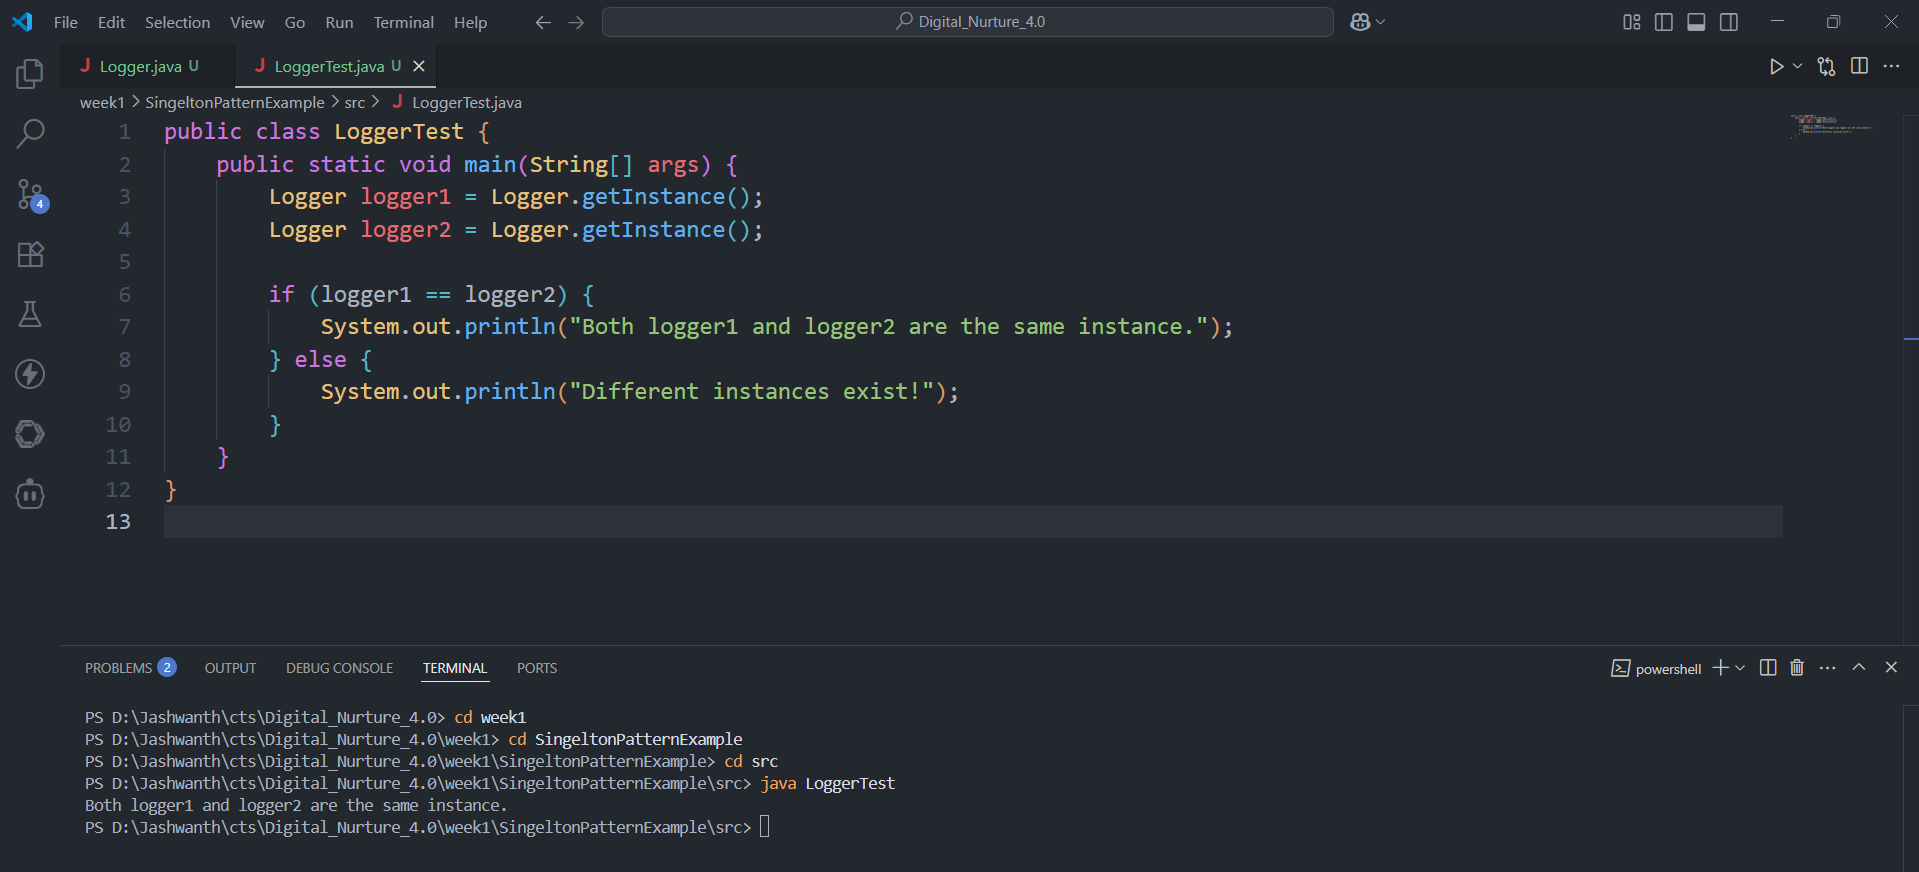 File Edit Selection View Go Run Terminal Help
Digital_Nurture_4.0
J Logger.java U
J LoggerTest.java U
week1 > SingeltonPatternExample > src > J LoggerTest.java
4
1 public class LoggerTest {
2 public static void main(String[] args) {
3 Logger logger1 = Logger.getInstance();
4 Logger logger2 = Logger.getInstance();
5
6 if (logger1 == logger2) {
7 System.out.println("Both logger1 and logger2 are the same instance.");
8 } else {
9 System.out.println("Different instances exist!");
10 }
11 }
12 }
13
PROBLEMS 2 OUTPUT DEBUG CONSOLE TERMINAL PORTS
powershell
PS D:\Jashwanth\cts\Digital_Nurture_4.0> cd week1
PS D:\Jashwanth\cts\Digital_Nurture_4.0\week1> cd SingeltonPatternExample
PS D:\Jashwanth\cts\Digital_Nurture_4.0\week1\SingeltonPatternExample> cd src
PS D:\Jashwanth\cts\Digital_Nurture_4.0\week1\SingeltonPatternExample\src> java LoggerTest
Both logger1 and logger2 are the same instance.
PS D:\Jashwanth\cts\Digital_Nurture_4.0\week1\SingeltonPatternExample\src>